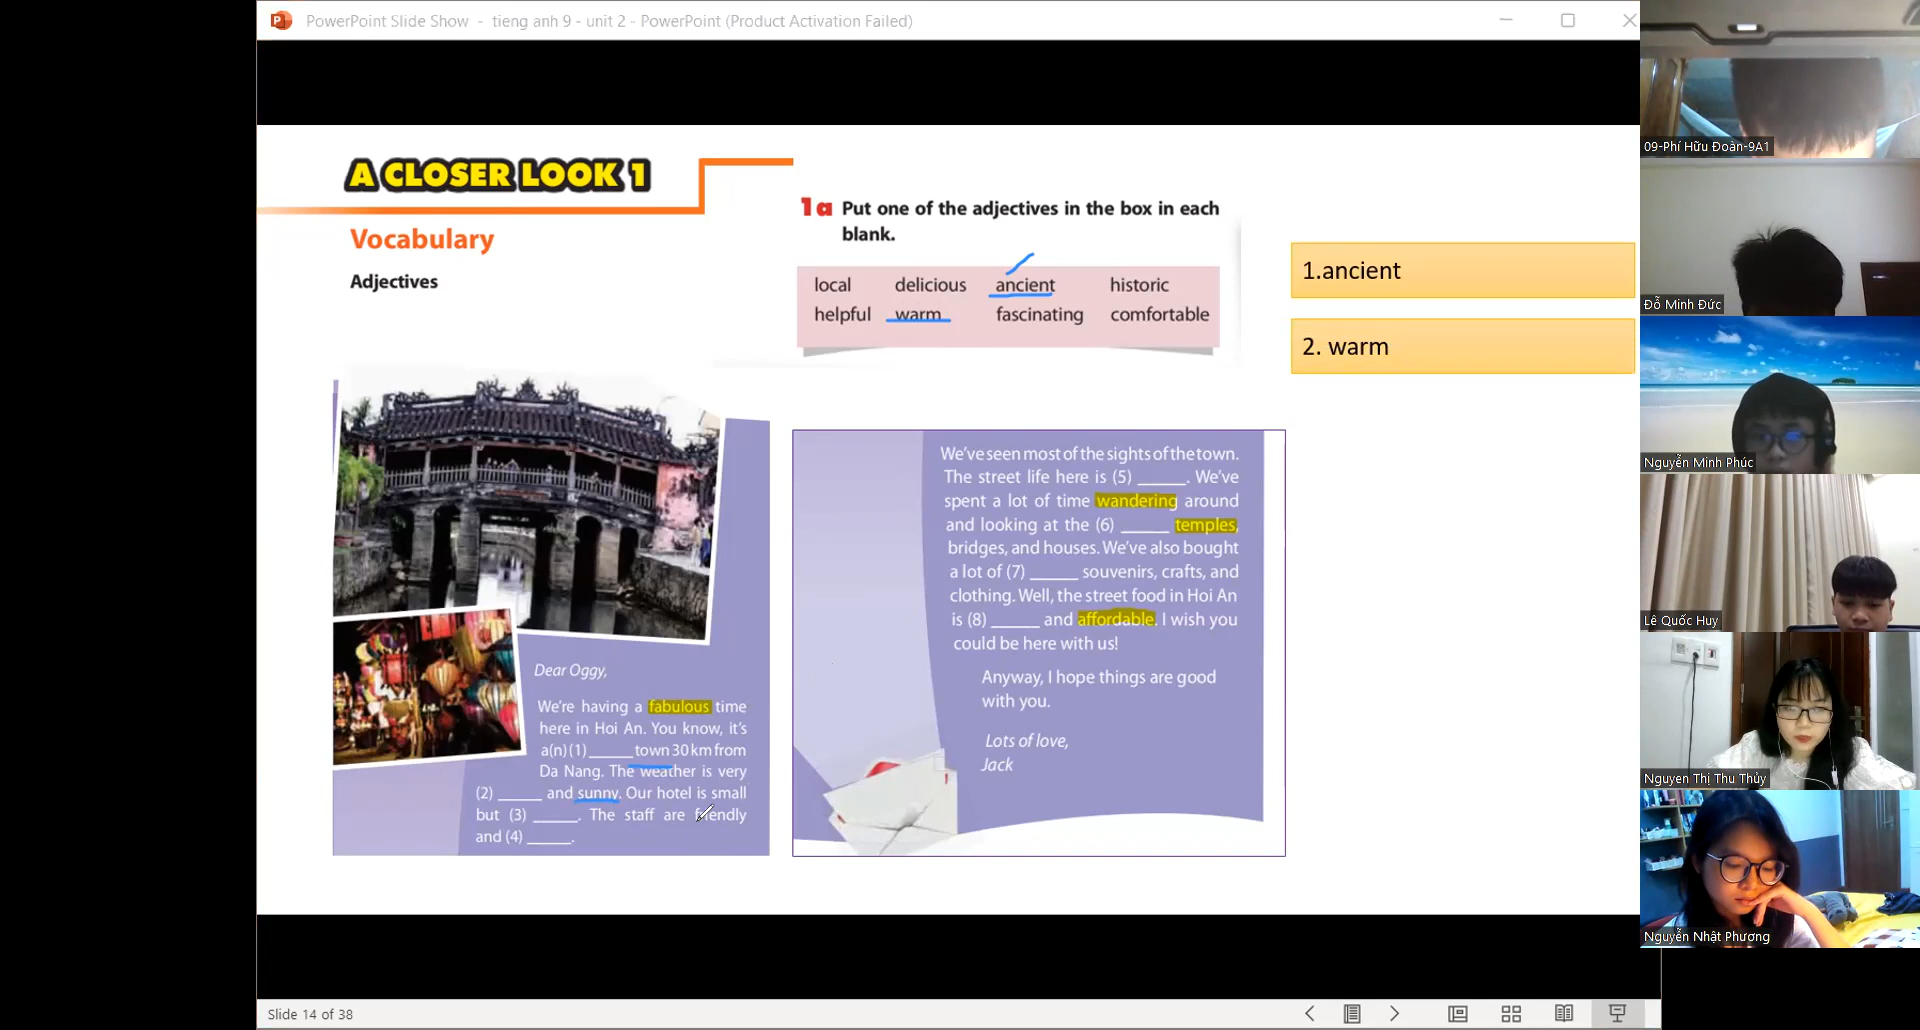 PowerPoint Slide Show - tieng anh 9 - unit 2 - PowerPoint (Product Activation Failed)
A CLOSER LOOK 1
Vocabulary
Adjectives
1a Put one of the adjectives in the box in each
blank.
local delicious ancient historic
helpful warm fascinating comfortable
1.ancient
2. warm
Dear Oggy,
We're having a fabulous time
here in Hoi An. You know, it's
a(n) (1) ______ town 30 km from
Da Nang. The weather is very
(2) ______ and sunny. Our hotel is small
but (3) ______. The staff are friendly
and (4) ______.
We've seen most of the sights of the town.
The street life here is (5) ______. We've
spent a lot of time wandering around
and looking at the (6) ______ temples,
bridges, and houses. We've also bought
a lot of (7) ______ souvenirs, crafts, and
clothing. Well, the street food in Hoi An
is (8) ______ and affordable. I wish you
could be here with us!
Anyway, I hope things are good
with you.
Lots of love,
Jack
09-Phí Hữu Đoàn-9A1
Đỗ Minh Đức
Nguyễn Minh Phúc
Lê Quốc Huy
Nguyen Thị Thu Thủy
Nguyễn Nhật Phương
Slide 14 of 38